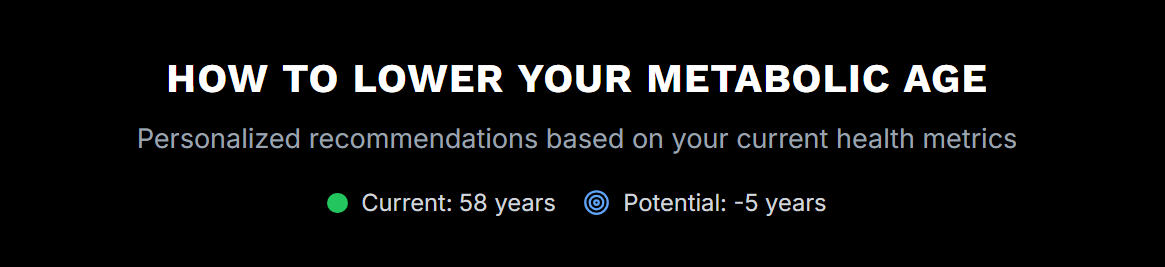 HOW TO LOWER YOUR METABOLIC AGE
Personalized recommendations based on your current health metrics
Current: 58 years Potential: -5 years